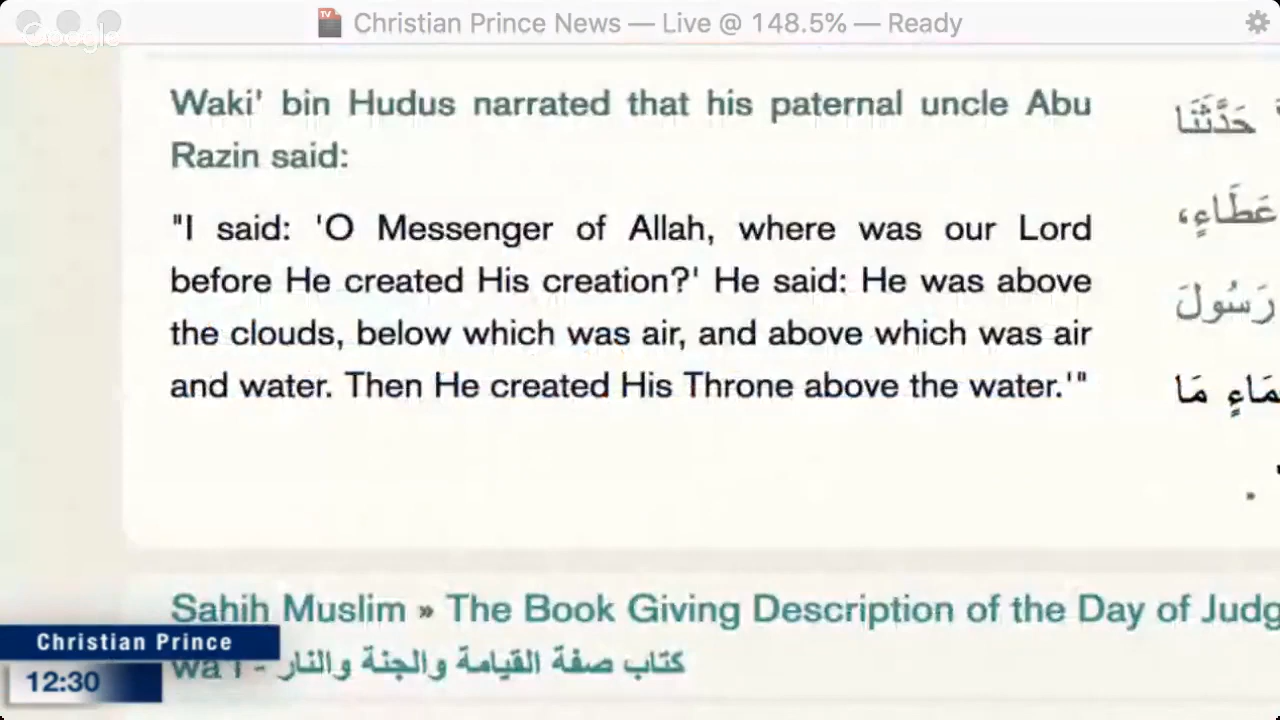 Christian Prince News — Live @ 148.5% — Ready
Google
TV
Waki' bin Hudus narrated that his paternal uncle Abu
Razin said:
"I said: 'O Messenger of Allah, where was our Lord
before He created His creation?' He said: He was above
the clouds, below which was air, and above which was air
and water. Then He created His Throne above the water.'"
حَدَّثَنَا
عَطَاءٍ،
رَسُولَ
مَا
Sahih Muslim » The Book Giving Description of the Day of Judg
كتاب صفة القيامة والجنة والنار -
Christian Prince
12:30